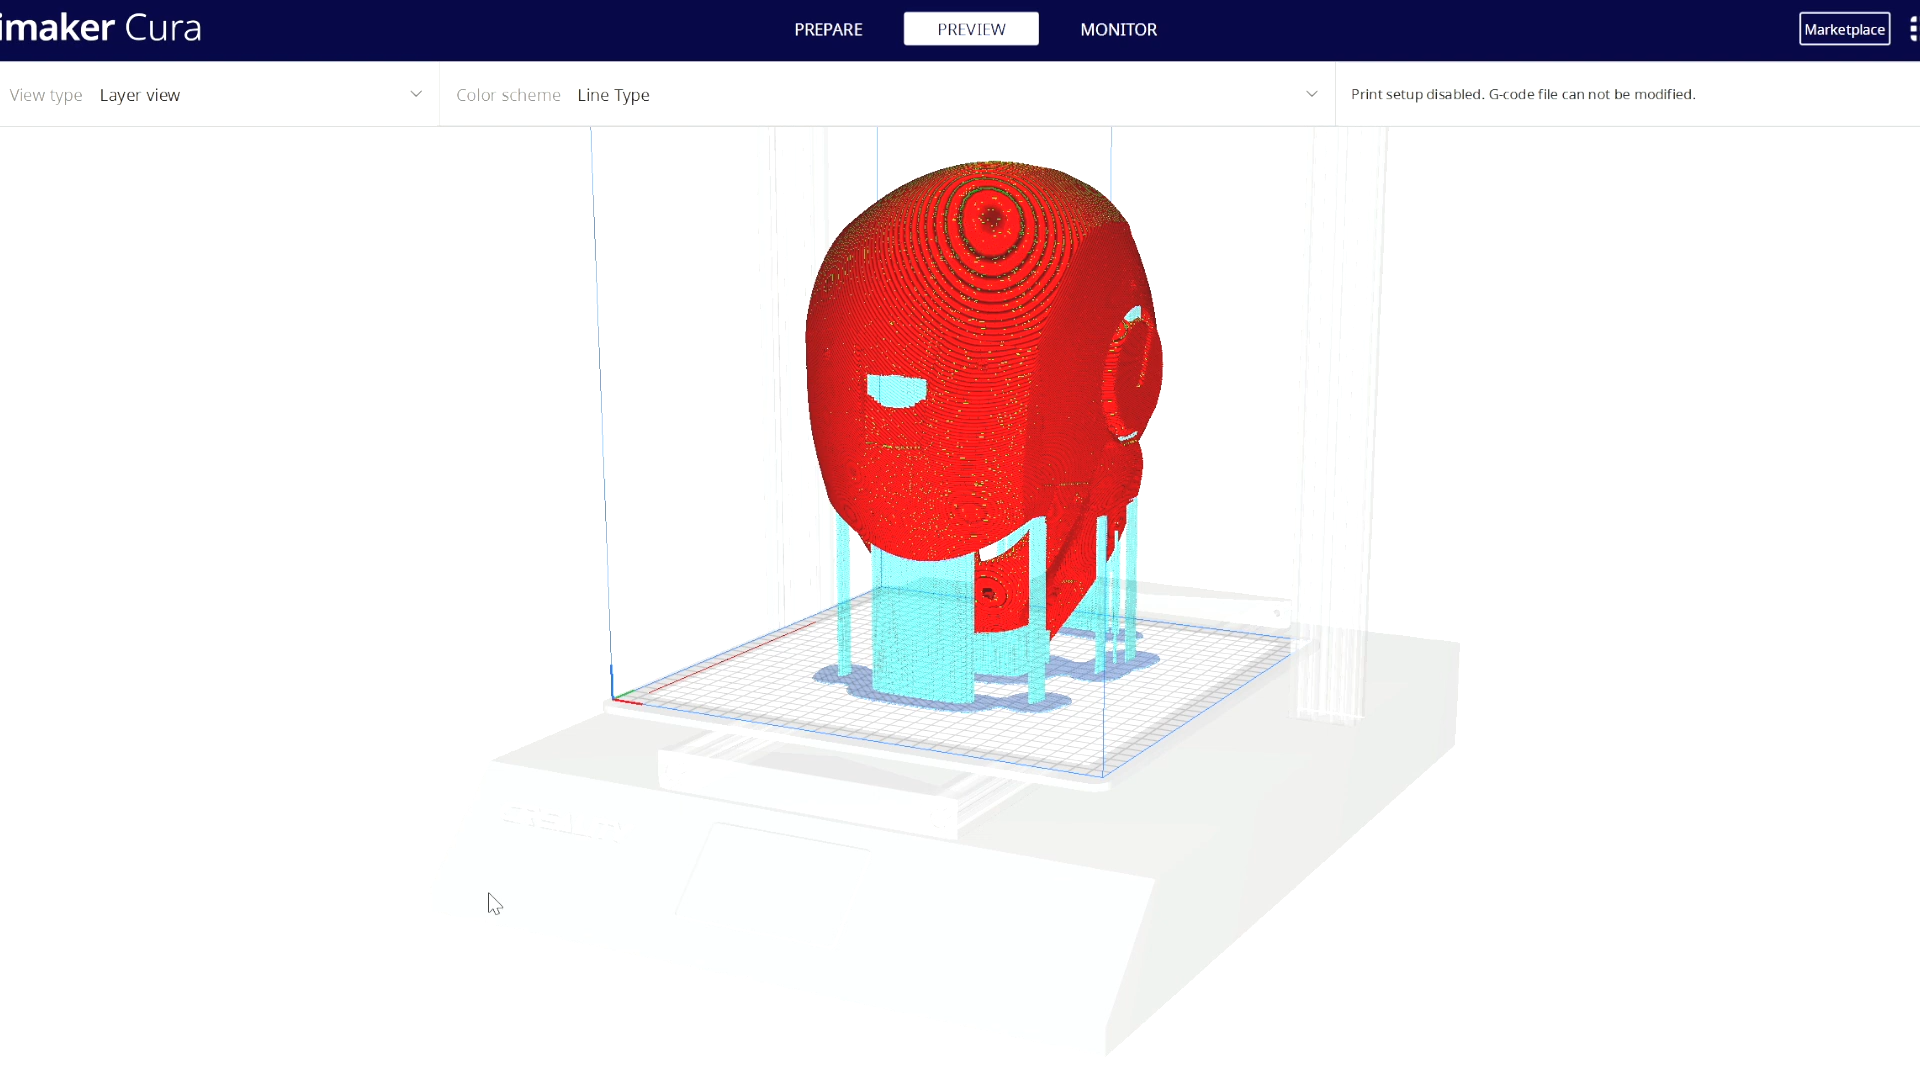 imaker Cura
PREPARE
PREVIEW
MONITOR
Marketplace
View type Layer view
Color scheme Line Type
Print setup disabled. G-code file can not be modified.